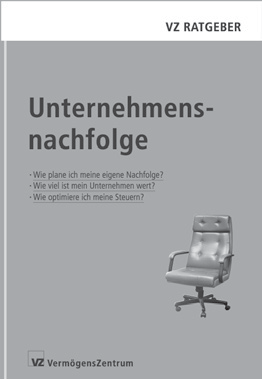 VZ RATGEBER
Unternehmens-
nachfolge
· Wie plane ich meine eigene Nachfolge?
· Wie viel ist mein Unternehmen wert?
· Wie optimiere ich meine Steuern?
VZ VermögensZentrum